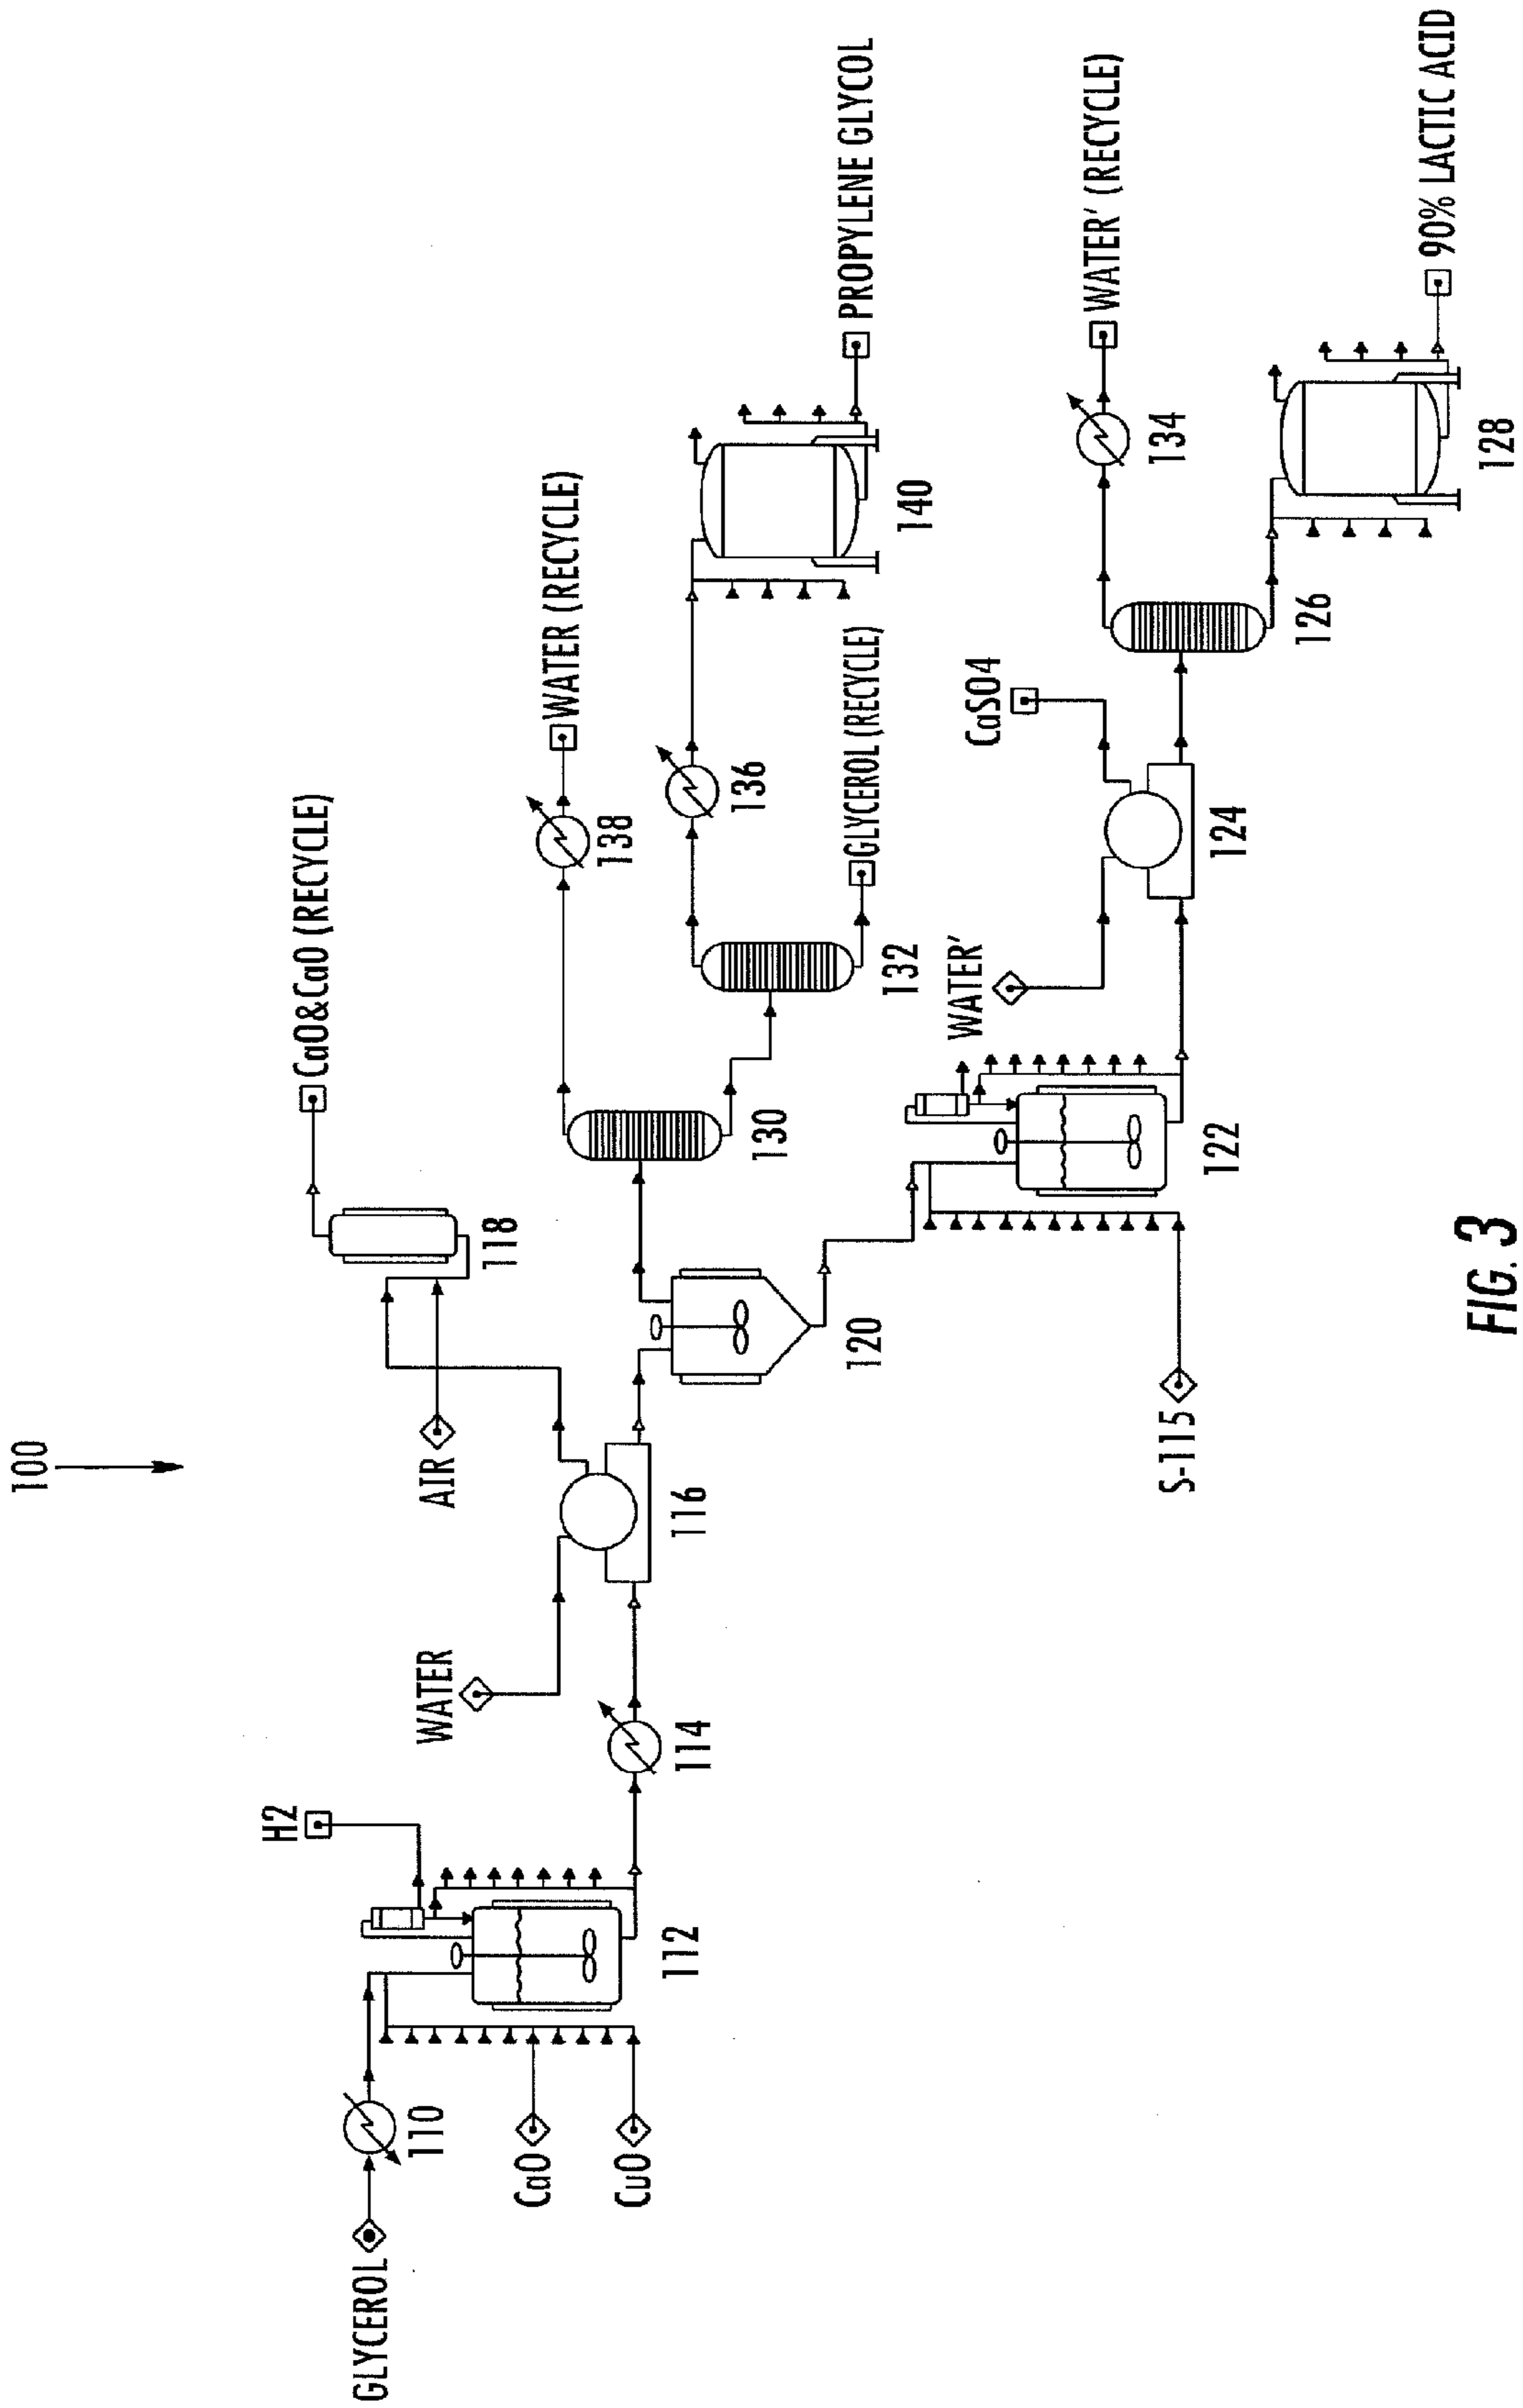 100
H2
CaO&CaO (RECYCLE)
GLYCEROL
110
WATER
AIR
118
CaO
WATER (RECYCLE)
138
CuO
112
114
116
136
130
PROPYLENE GLYCOL
GLYCEROL (RECYCLE)
120
132
140
WATER'
CaSO4
WATER' (RECYCLE)
134
S-115
122
124
126
90% LACTIC ACID
128
FIG. 3